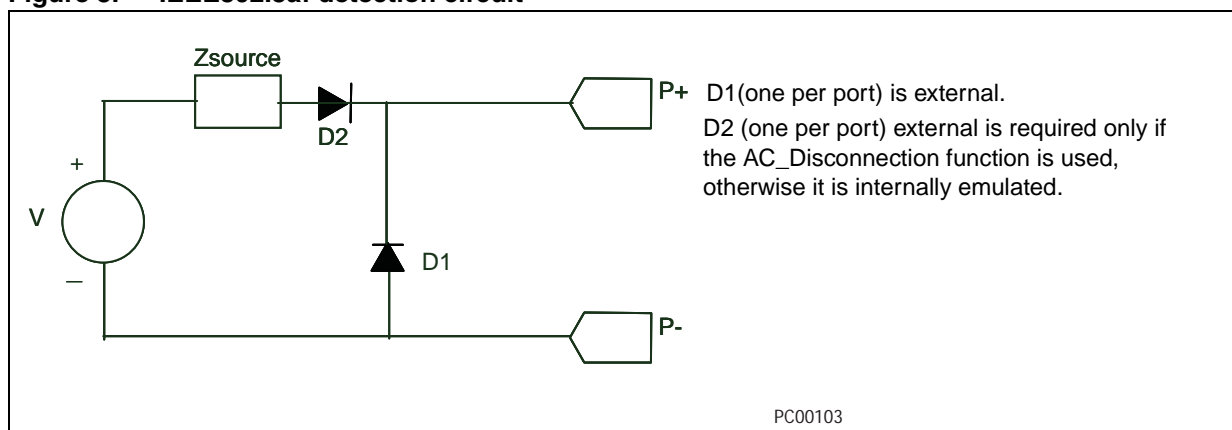 Zsource
D2
+
V
—
D1
P+
D1(one per port) is external.
D2 (one per port) external is required only if
the AC_Disconnection function is used,
otherwise it is internally emulated.
P-
PC00103